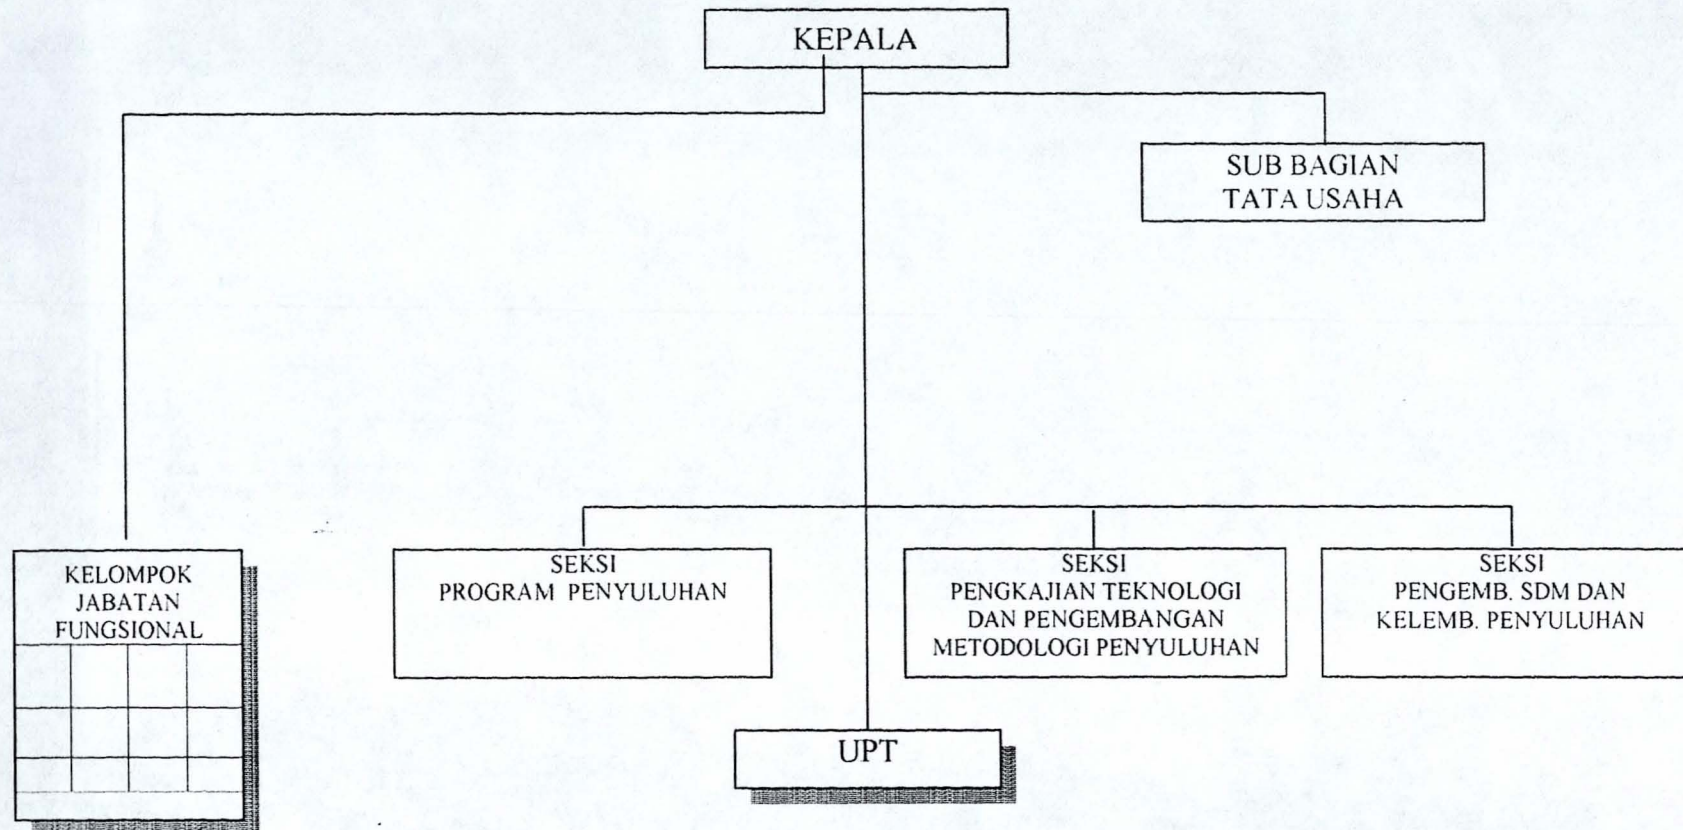 KEPALA
SUB BAGIAN
TATA USAHA
KELOMPOK
JABATAN
FUNGSIONAL
SEKSI
PROGRAM PENYULUHAN
SEKSI
PENGKAJIAN TEKNOLOGI
DAN PENGEMBANGAN
METODOLOGI PENYULUHAN
SEKSI
PENGEMB. SDM DAN
KELEMB. PENYULUHAN
UPT